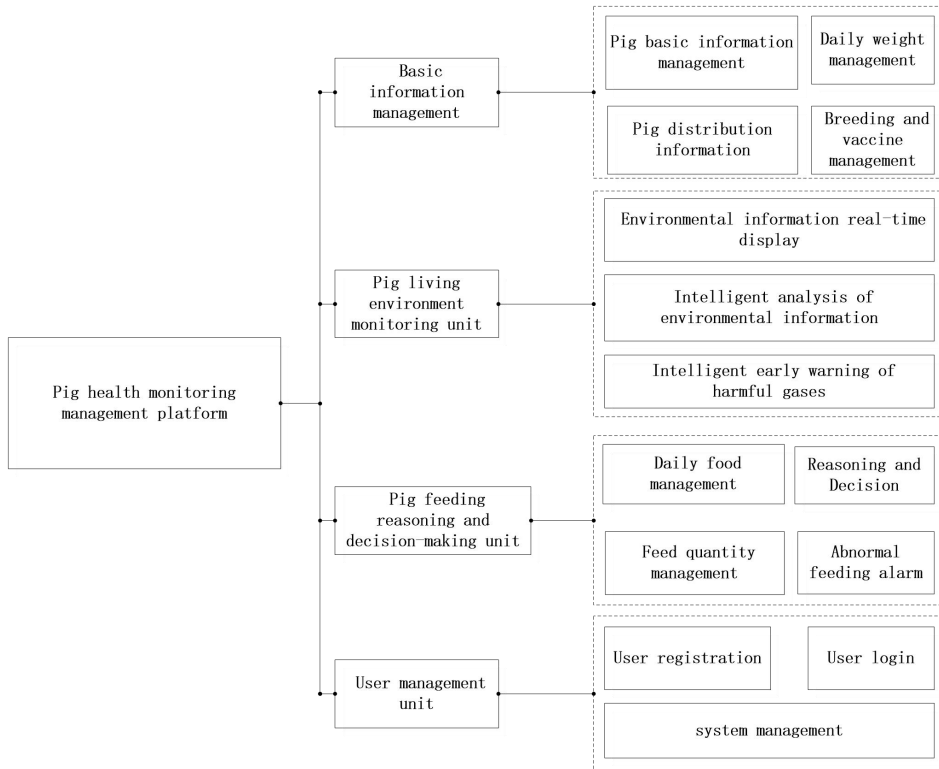 Pig health monitoring
management platform
Basic
information
management
Pig basic information
management
Daily weight
management
Pig distribution
information
Breeding and
vaccine
management
Pig living
environment
monitoring unit
Environmental information real-time
display
Intelligent analysis of
environmental information
Intelligent early warning of
harmful gases
Pig feeding
reasoning and
decision-making unit
Daily food
management
Reasoning and
Decision
Feed quantity
management
Abnormal
feeding alarm
User management
unit
User registration
User login
system management